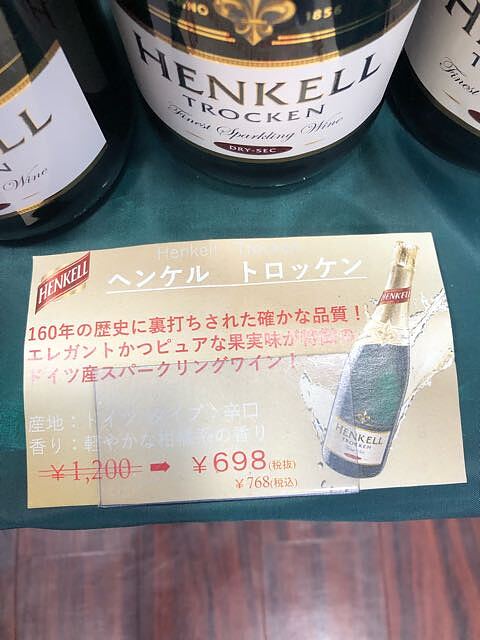 ANNO 1856
HENKELL
TROCKEN
Finest Sparkling Wine
DRY-SEC
HENKELL
Henkell Trocken
ヘンケル トロッケン
160年の歴史に裏打ちされた確かな品質!
エレガントかつピュアな果実味が特徴の
ドイツ産スパークリングワイン!
産地:ドイツ タイプ:辛口
香り:軽やかな柑橘系の香り
¥1,200 ➡ ¥698(税抜)
¥768(税込)
HENKELL
HENKELL
TROCKEN